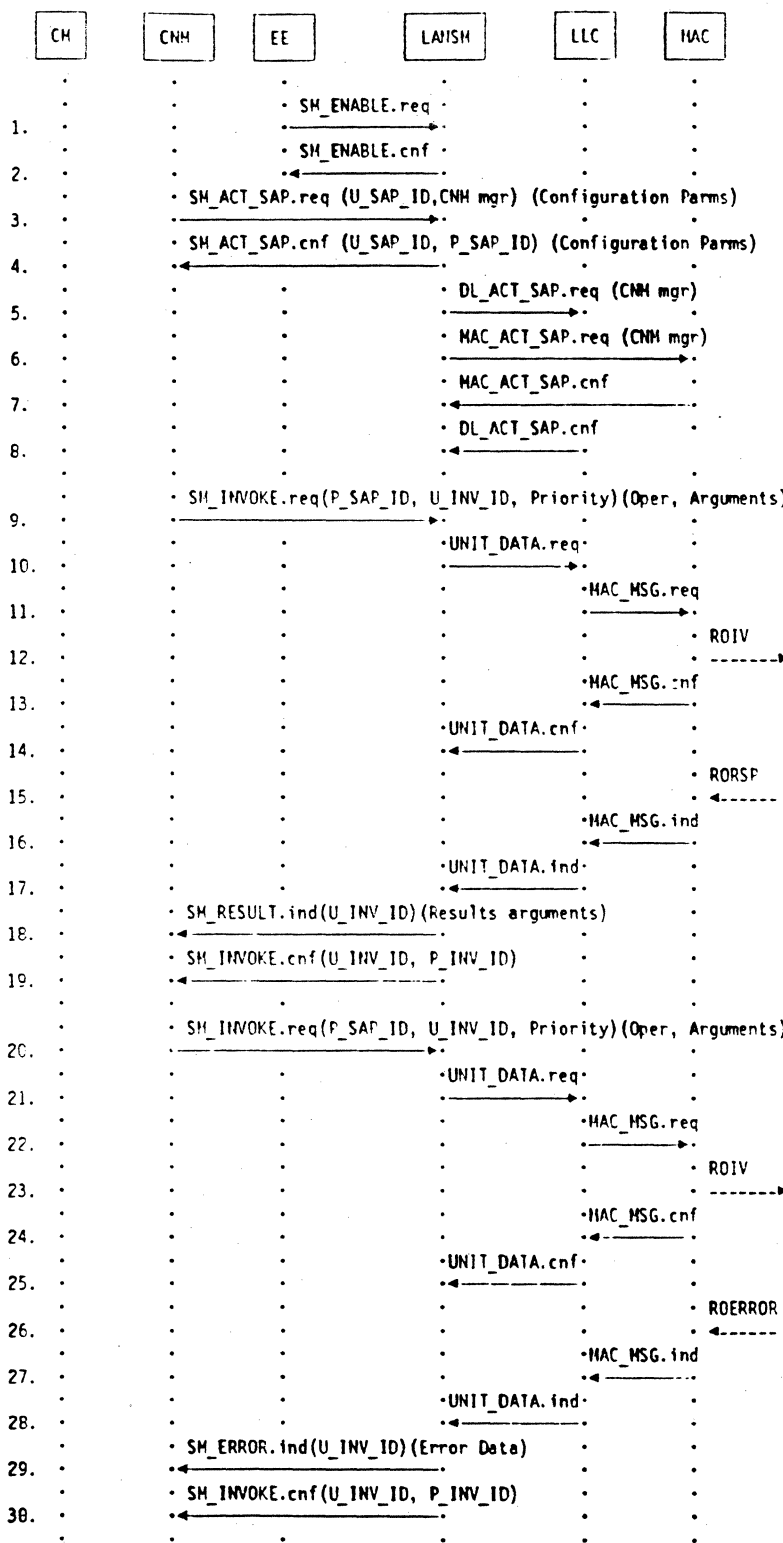 CM CNM EE LANSM LLC MAC
SM_ENABLE.req
1.
SM_ENABLE.cnf
2.
SM_ACT_SAP.req (U_SAP_ID,CNM mgr) (Configuration Parms)
3.
SM_ACT_SAP.cnf (U_SAP_ID, P_SAP_ID) (Configuration Parms)
4.
DL_ACT_SAP.req (CNM mgr)
5.
MAC_ACT_SAP.req (CNM mgr)
6.
MAC_ACT_SAP.cnf
7.
DL_ACT_SAP.cnf
8.
SM_INVOKE.req(P_SAP_ID, U_INV_ID, Priority)(Oper, Arguments)
9.
UNIT_DATA.req
10.
MAC_MSG.req
11.
ROIV
12.
MAC_MSG.cnf
13.
UNIT_DATA.cnf
14.
RORSP
15.
MAC_MSG.ind
16.
UNIT_DATA.ind
17.
SM_RESULT.ind(U_INV_ID)(Results arguments)
18.
SM_INVOKE.cnf(U_INV_ID, P_INV_ID)
19.
SM_INVOKE.req(P_SAP_ID, U_INV_ID, Priority)(Oper, Arguments)
20.
UNIT_DATA.req
21.
MAC_MSG.req
22.
ROIV
23.
MAC_MSG.cnf
24.
UNIT_DATA.cnf
25.
ROERROR
26.
MAC_MSG.ind
27.
UNIT_DATA.ind
28.
SM_ERROR.ind(U_INV_ID)(Error Data)
29.
SM_INVOKE.cnf(U_INV_ID, P_INV_ID)
30.